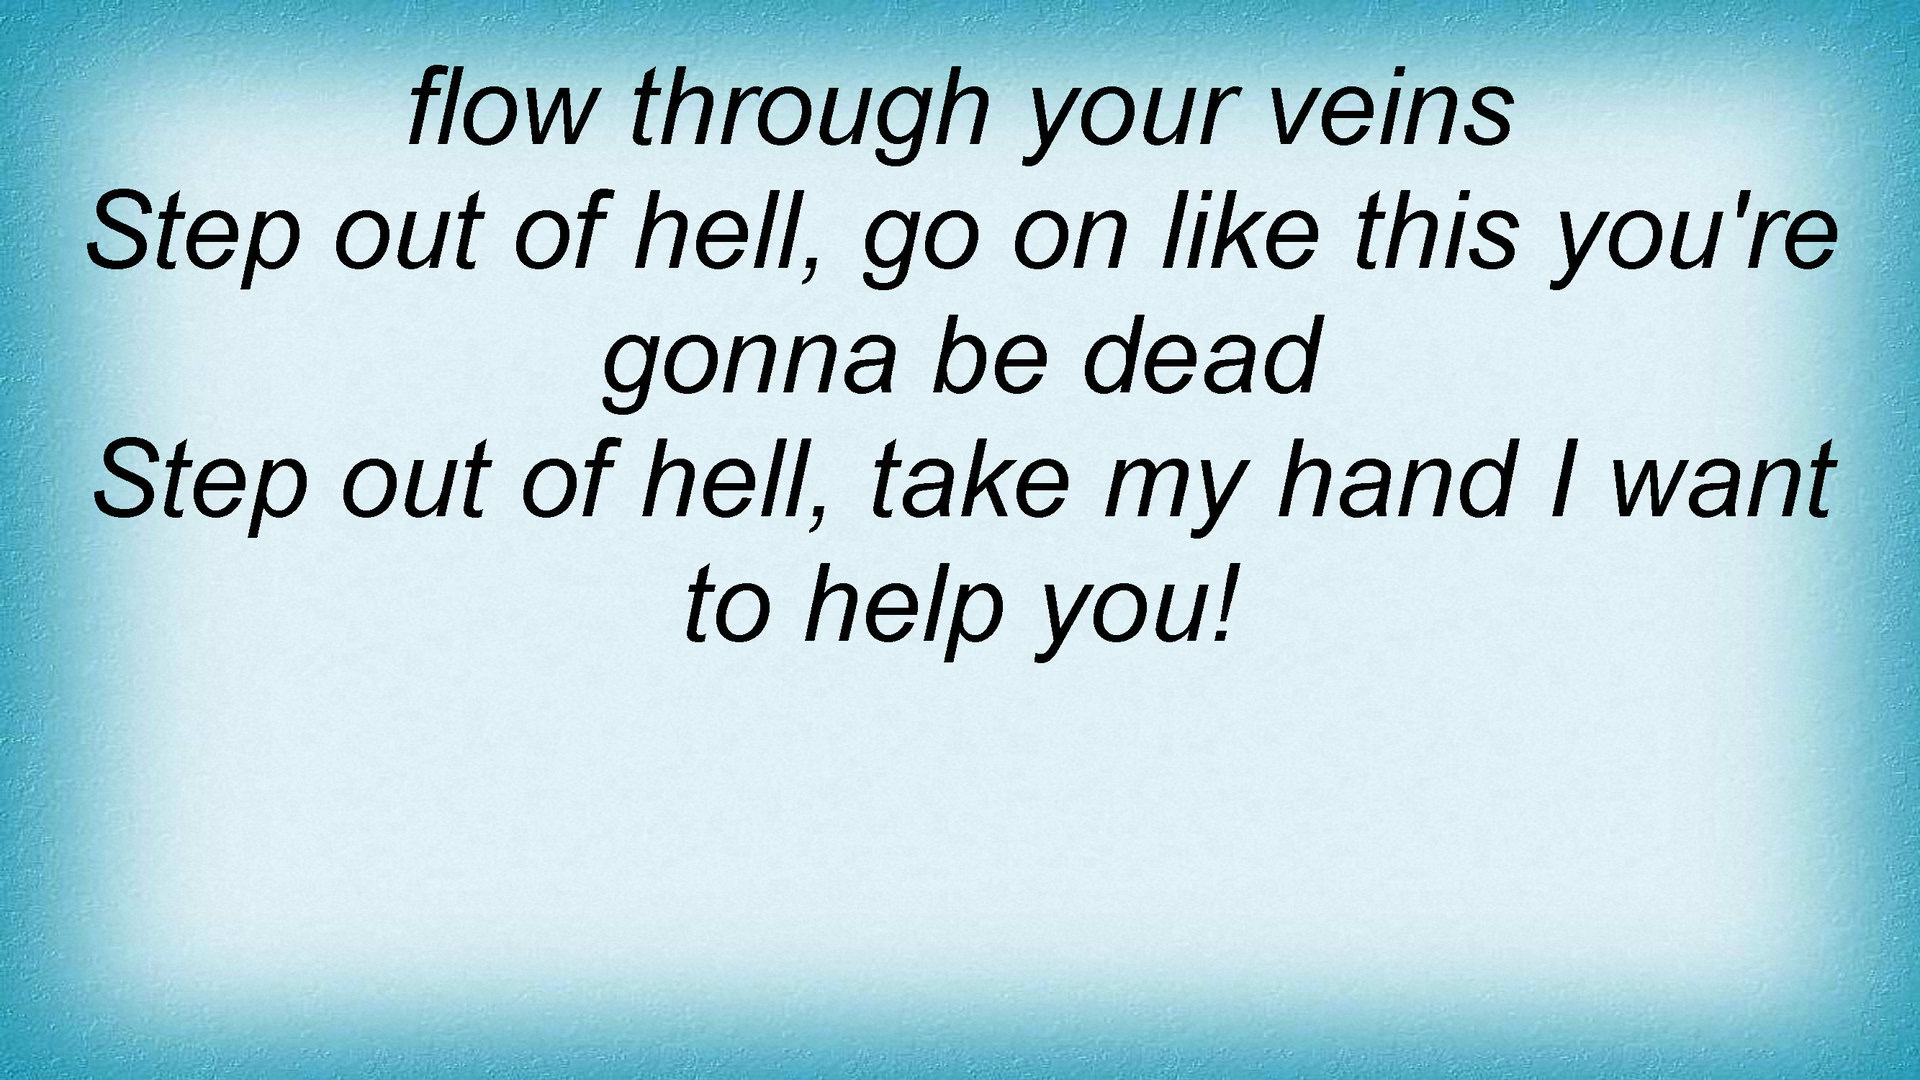 flow through your veins
Step out of hell, go on like this you're
gonna be dead
Step out of hell, take my hand I want
to help you!